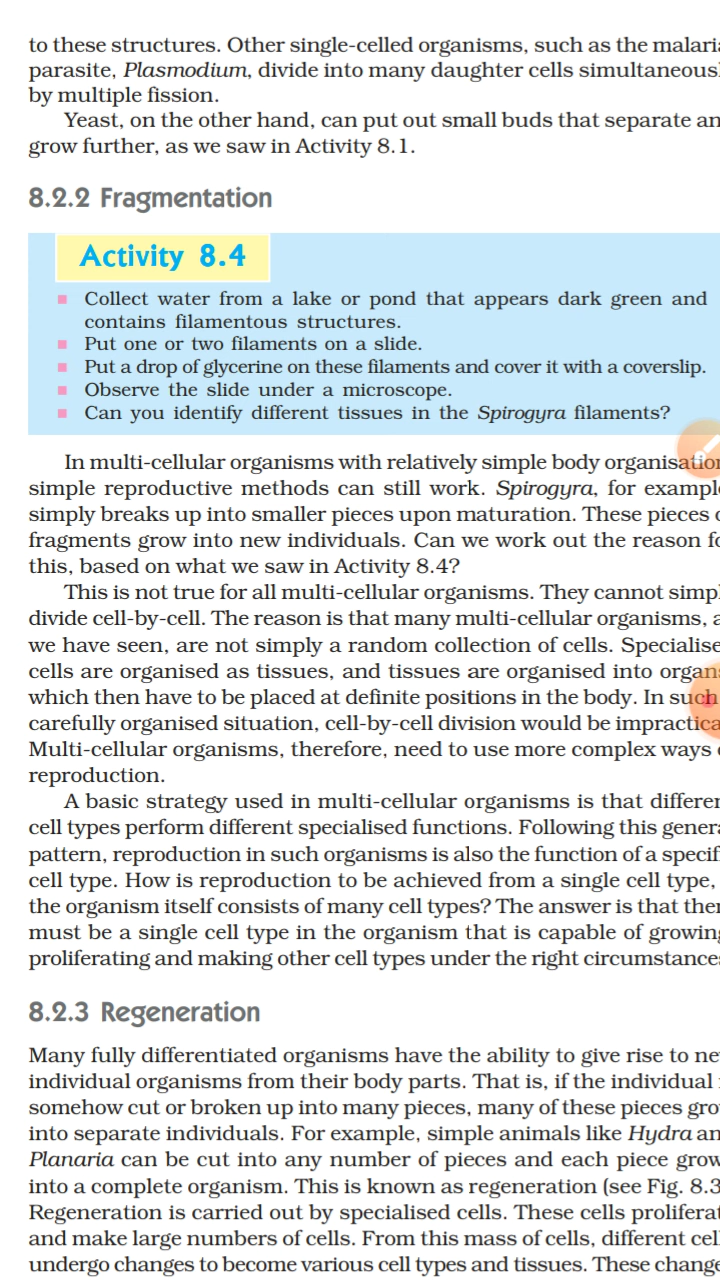 to these structures. Other single-celled organisms, such as the malaria
parasite, Plasmodium, divide into many daughter cells simultaneousl
by multiple fission.
Yeast, on the other hand, can put out small buds that separate an
grow further, as we saw in Activity 8.1.
8.2.2 Fragmentation
Activity 8.4
Collect water from a lake or pond that appears dark green and
contains filamentous structures.
Put one or two filaments on a slide.
Put a drop of glycerine on these filaments and cover it with a coverslip.
Observe the slide under a microscope.
Can you identify different tissues in the Spirogyra filaments?
In multi-cellular organisms with relatively simple body organisation
simple reproductive methods can still work. Spirogyra, for example
simply breaks up into smaller pieces upon maturation. These pieces o
fragments grow into new individuals. Can we work out the reason fo
this, based on what we saw in Activity 8.4?
This is not true for all multi-cellular organisms. They cannot simpl
divide cell-by-cell. The reason is that many multi-cellular organisms, a
we have seen, are not simply a random collection of cells. Specialise
cells are organised as tissues, and tissues are organised into organs
which then have to be placed at definite positions in the body. In such
carefully organised situation, cell-by-cell division would be impractica
Multi-cellular organisms, therefore, need to use more complex ways o
reproduction.
A basic strategy used in multi-cellular organisms is that differen
cell types perform different specialised functions. Following this genera
pattern, reproduction in such organisms is also the function of a specif
cell type. How is reproduction to be achieved from a single cell type,
the organism itself consists of many cell types? The answer is that ther
must be a single cell type in the organism that is capable of growing
proliferating and making other cell types under the right circumstances
8.2.3 Regeneration
Many fully differentiated organisms have the ability to give rise to ne
individual organisms from their body parts. That is, if the individual i
somehow cut or broken up into many pieces, many of these pieces gro
into separate individuals. For example, simple animals like Hydra an
Planaria can be cut into any number of pieces and each piece grow
into a complete organism. This is known as regeneration (see Fig. 8.3
Regeneration is carried out by specialised cells. These cells proliferat
and make large numbers of cells. From this mass of cells, different cell
undergo changes to become various cell types and tissues. These change